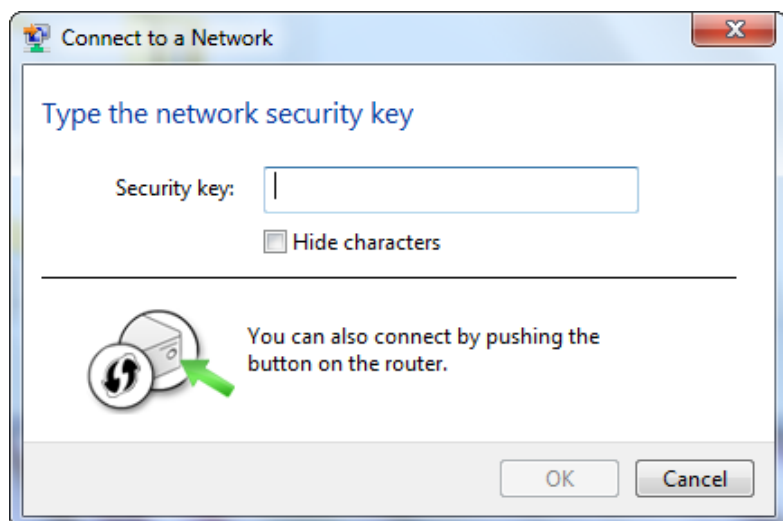 Connect to a Network
Type the network security key
Security key:
Hide characters
You can also connect by pushing the
button on the router.
OK
Cancel